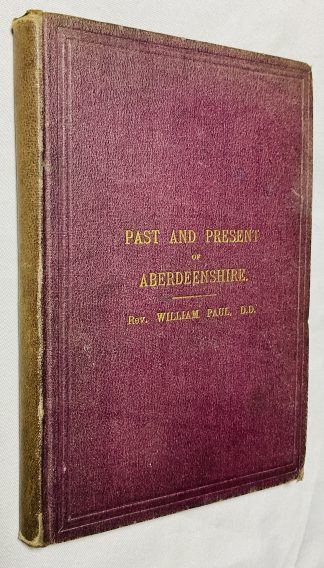 PAST AND PRESENT
OF
ABERDEENSHIRE.
REV. WILLIAM PAUL, D.D.